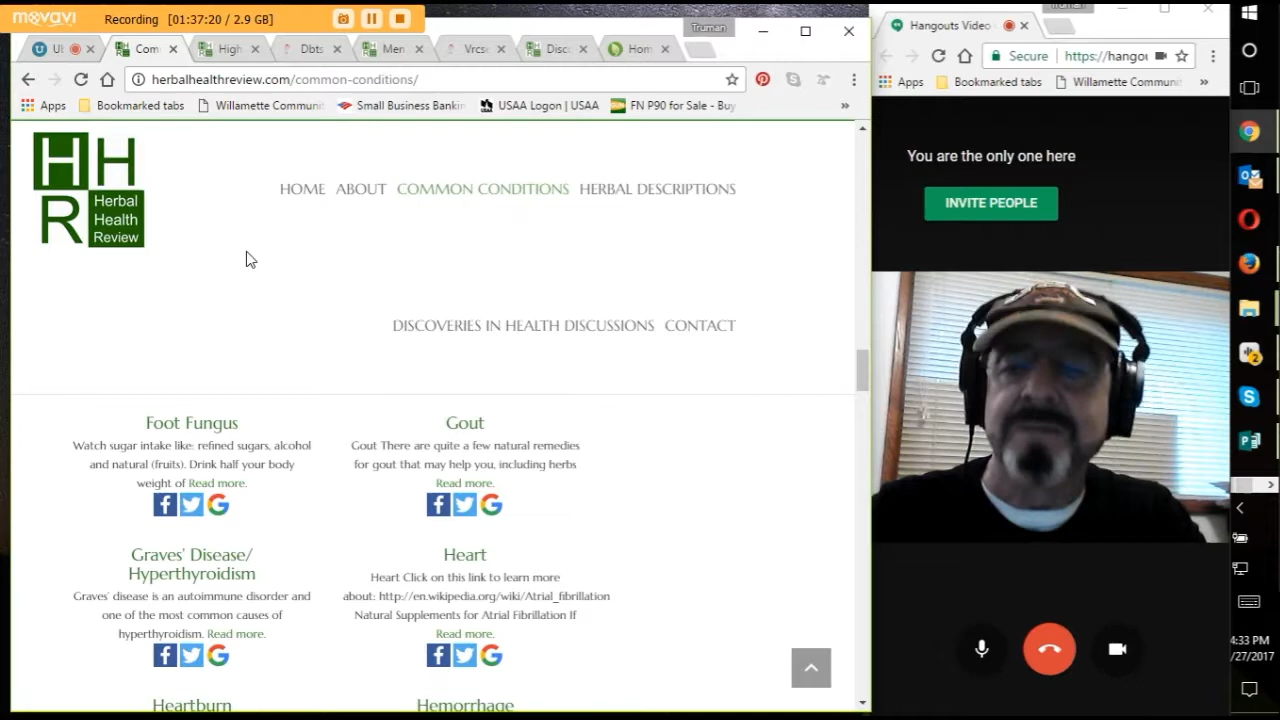 movavi Recording [01:37:20 / 2.9 GB]
Truman
UI
Com
High
Dbts
Men
Vrcs
Disc
Hom
herbalhealthreview.com/common-conditions/
Apps Bookmarked tabs Willamette Communi Small Business Bankin USAA Logon | USAA FN P90 for Sale - Buy »
HHR
Herbal
Health
Review
HOME ABOUT COMMON CONDITIONS HERBAL DESCRIPTIONS
DISCOVERIES IN HEALTH DISCUSSIONS CONTACT
Foot Fungus
Watch sugar intake like: refined sugars, alcohol
and natural (fruits). Drink half your body
weight of Read more.
Gout
Gout There are quite a few natural remedies
for gout that may help you, including herbs
Read more.
Graves' Disease/
Hyperthyroidism
Graves' disease is an autoimmune disorder and
one of the most common causes of
hyperthyroidism. Read more.
Heart
Heart Click on this link to learn more
about: http://en.wikipedia.org/wiki/Atrial_fibrillation
Natural Supplements for Atrial Fibrillation If
Read more.
Heartburn
Hemorrhage
Hangouts Video
Secure https://hangou
Apps Bookmarked tabs Willamette Communi »
You are the only one here
INVITE PEOPLE
2
4:33 PM
/27/2017